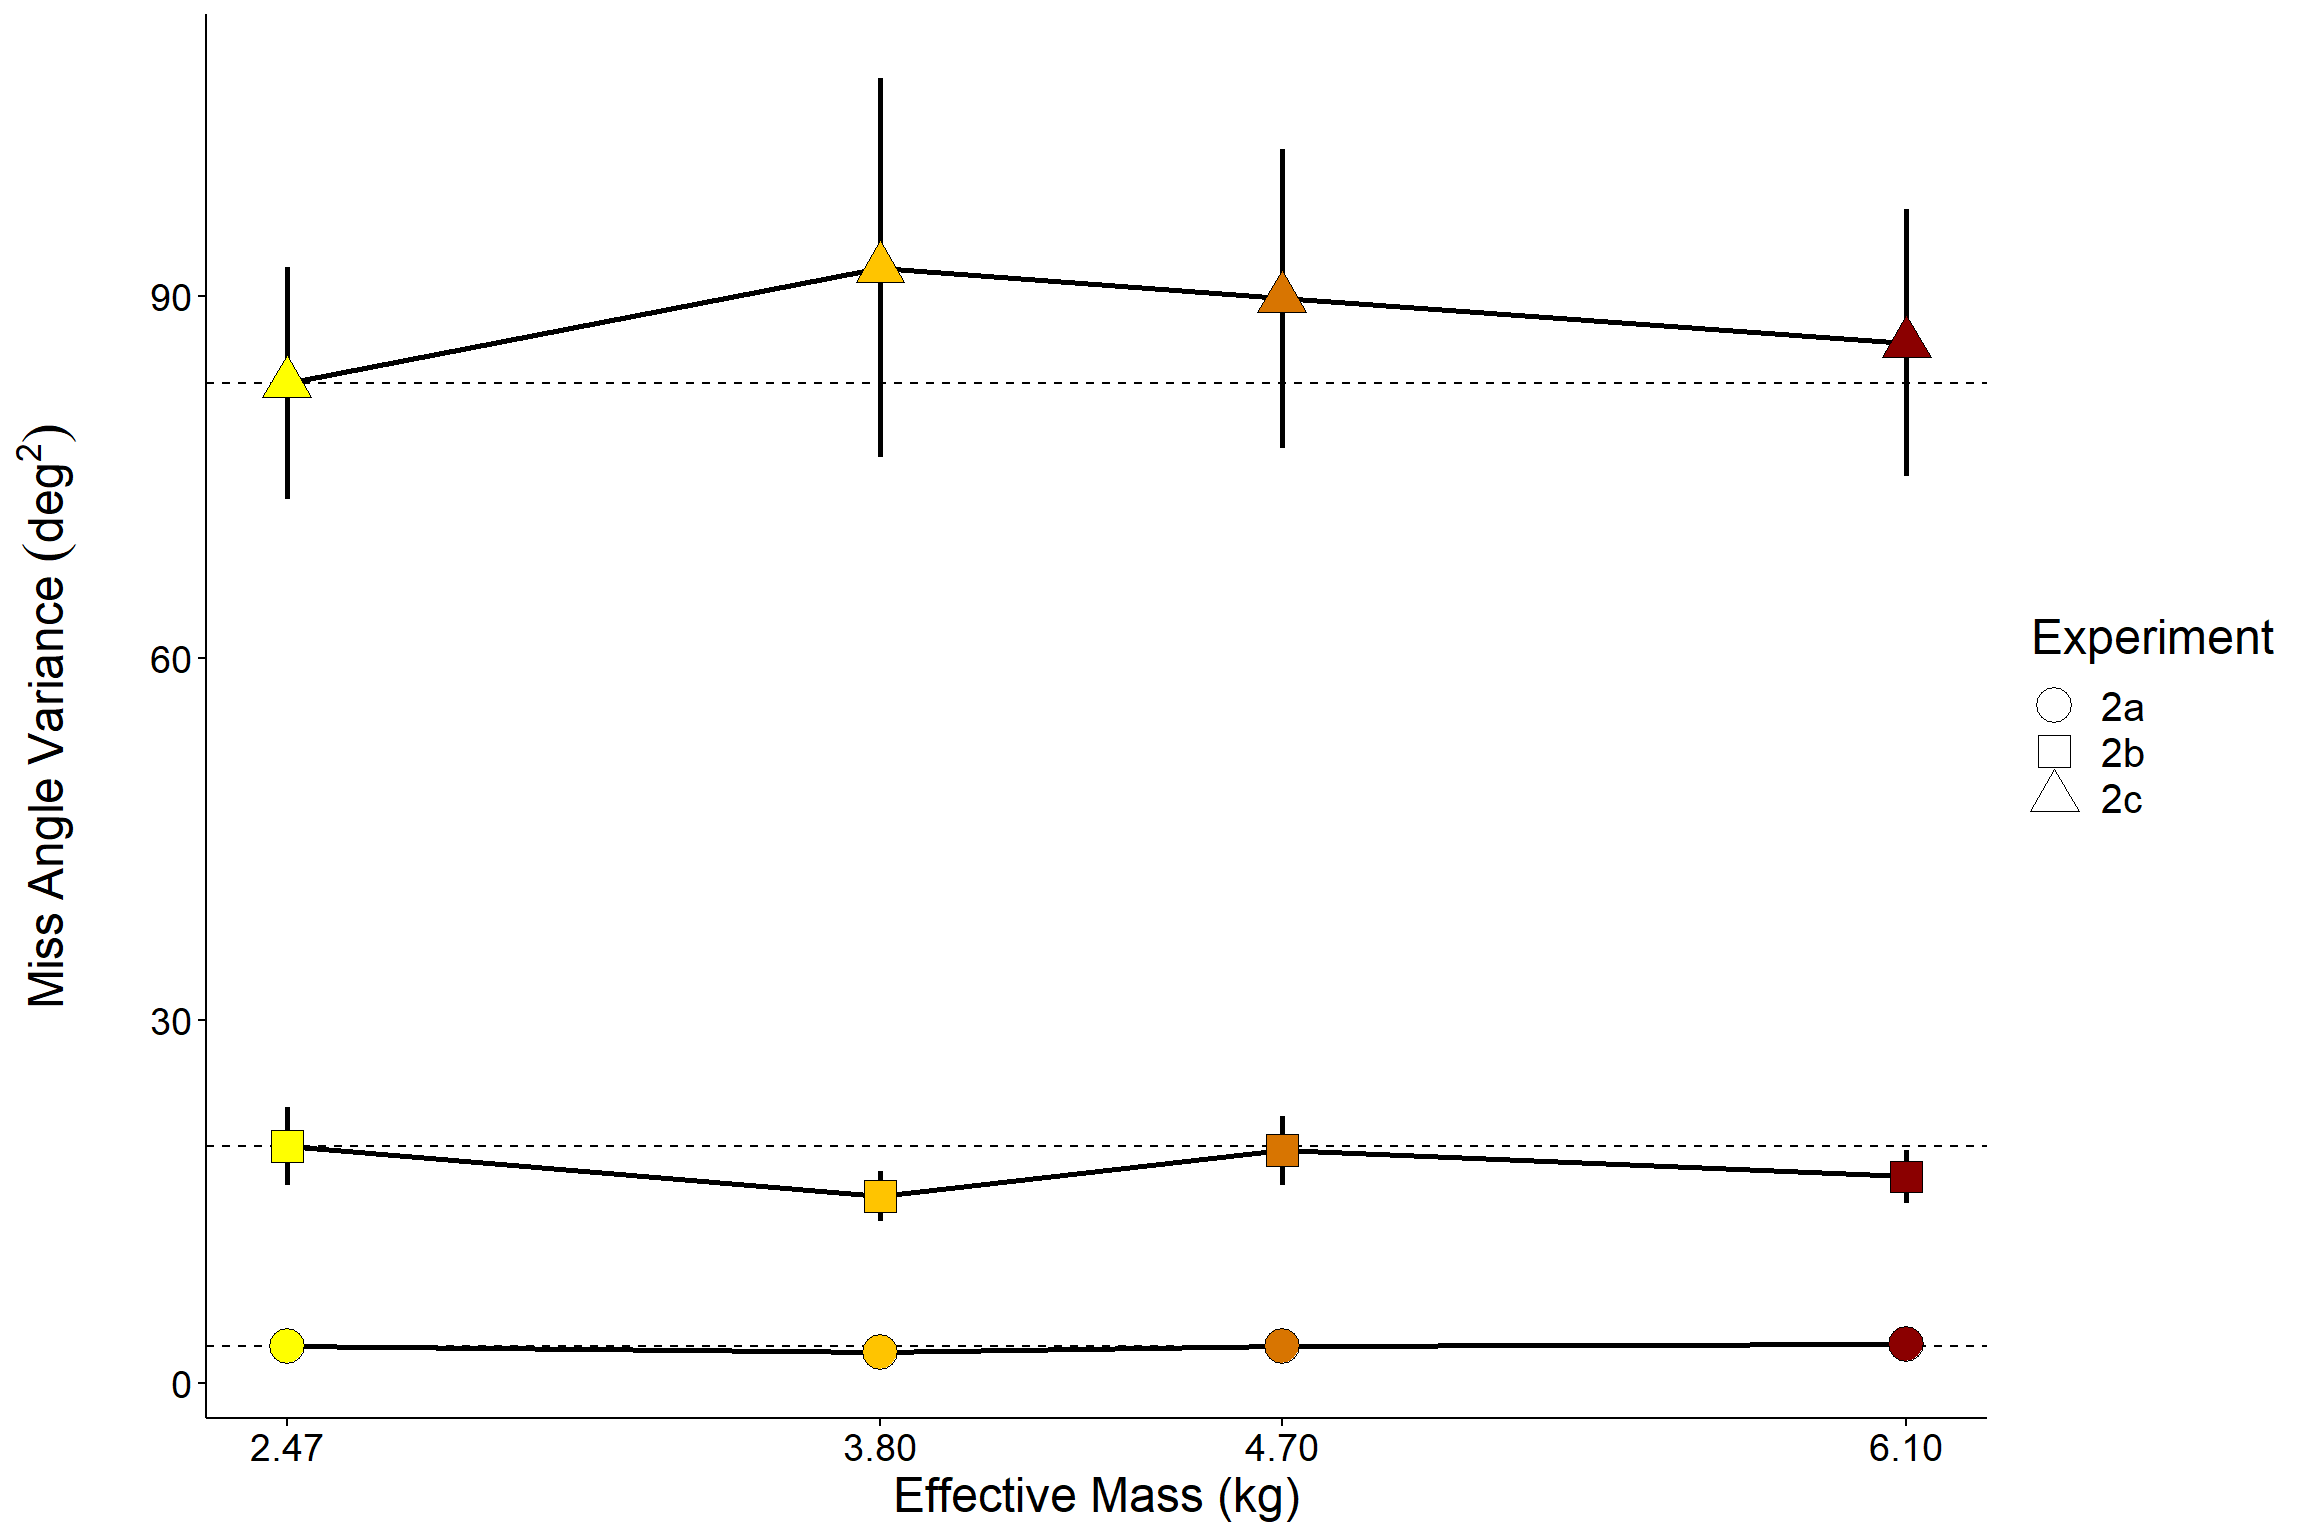 Miss Angle Variance (deg²)
90
60
30
0
2.47 3.80 4.70 6.10
Effective Mass (kg)
Experiment
2a
2b
2c